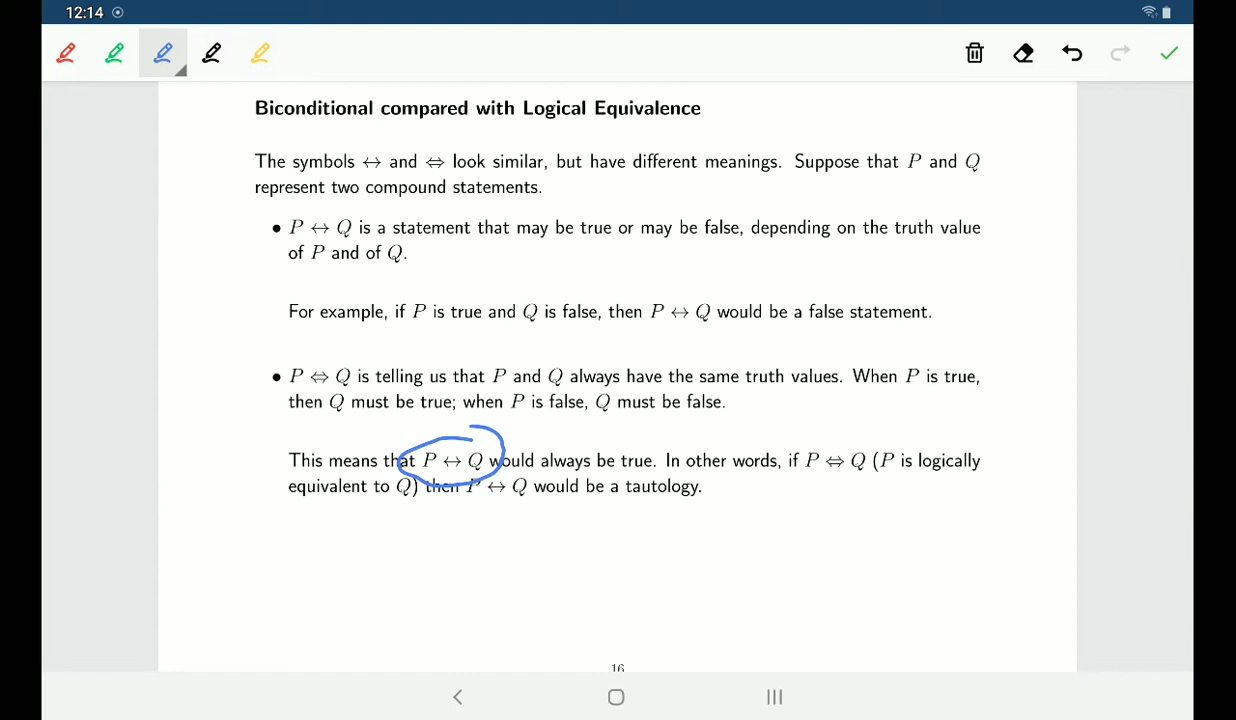 12:14
Biconditional compared with Logical Equivalence
The symbols ↔ and ⇔ look similar, but have different meanings. Suppose that P and Q
represent two compound statements.
• P ↔ Q is a statement that may be true or may be false, depending on the truth value
of P and of Q.
For example, if P is true and Q is false, then P ↔ Q would be a false statement.
• P ⇔ Q is telling us that P and Q always have the same truth values. When P is true,
then Q must be true; when P is false, Q must be false.
This means that P ↔ Q would always be true. In other words, if P ⇔ Q (P is logically
equivalent to Q) then P ↔ Q would be a tautology.
16